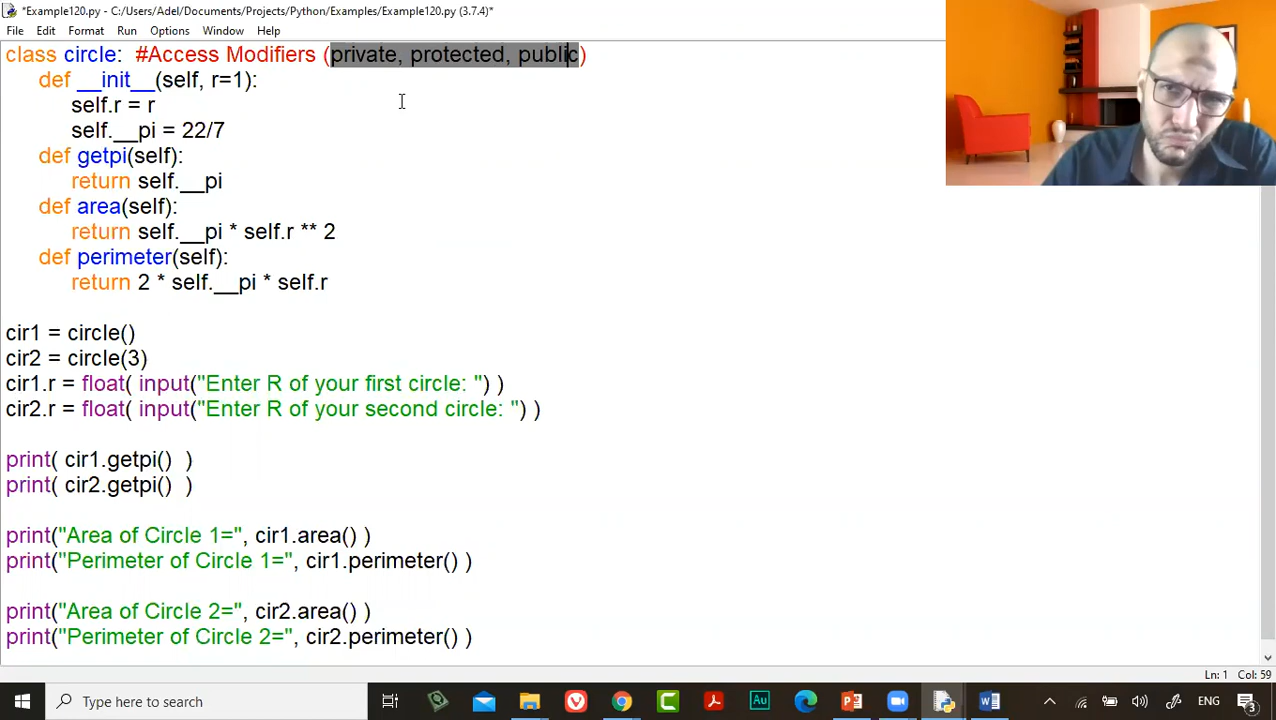 *Example120.py - C:/Users/Adel/Documents/Projects/Python/Examples/Example120.py (3.7.4)*
File Edit Format Run Options Window Help
class circle:  #Access Modifiers (private, protected, public)
    def __init__(self, r=1):
        self.r = r
        self.__pi = 22/7
    def getpi(self):
        return self.__pi
    def area(self):
        return self.__pi * self.r ** 2
    def perimeter(self):
        return 2 * self.__pi * self.r
cir1 = circle()
cir2 = circle(3)
cir1.r = float( input("Enter R of your first circle: ") )
cir2.r = float( input("Enter R of your second circle: ") )
print( cir1.getpi()  )
print( cir2.getpi()  )
print("Area of Circle 1=", cir1.area() )
print("Perimeter of Circle 1=", cir1.perimeter() )
print("Area of Circle 2=", cir2.area() )
print("Perimeter of Circle 2=", cir2.perimeter() )
Ln: 1 Col: 59
Type here to search
Au
ENG
3